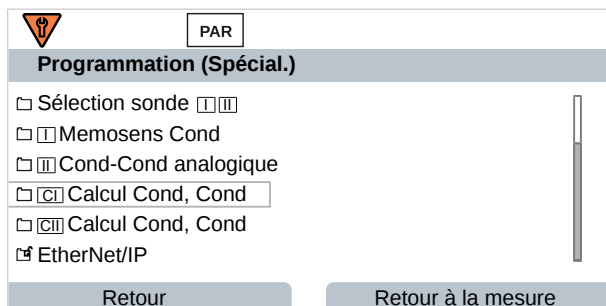 PAR
Programmation (Spécial.)
Sélection sonde I II
I Memosens Cond
II Cond-Cond analogique
CI Calcul Cond, Cond
CII Calcul Cond, Cond
EtherNet/IP
Retour
Retour à la mesure